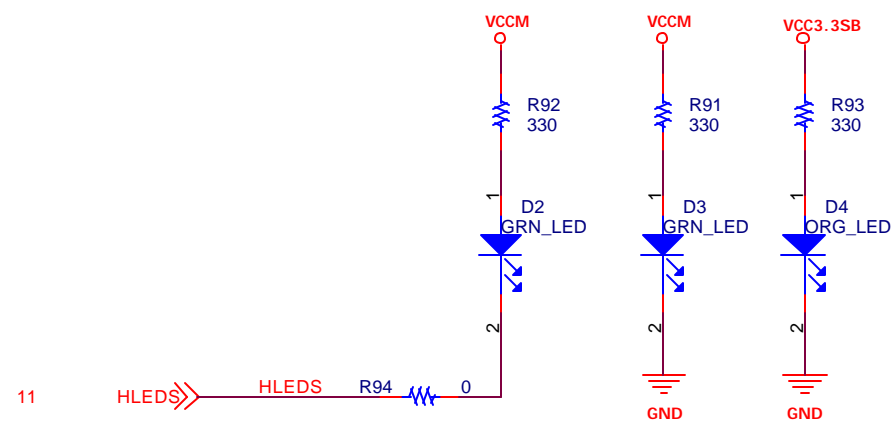 VCCM VCCM VCC3.3SB
R92 R91 R93
330 330 330
1 1 1
D2 D3 D4
GRN_LED GRN_LED ORG_LED
2 2 2
11 HLEDS HLEDS R94 0
GND GND